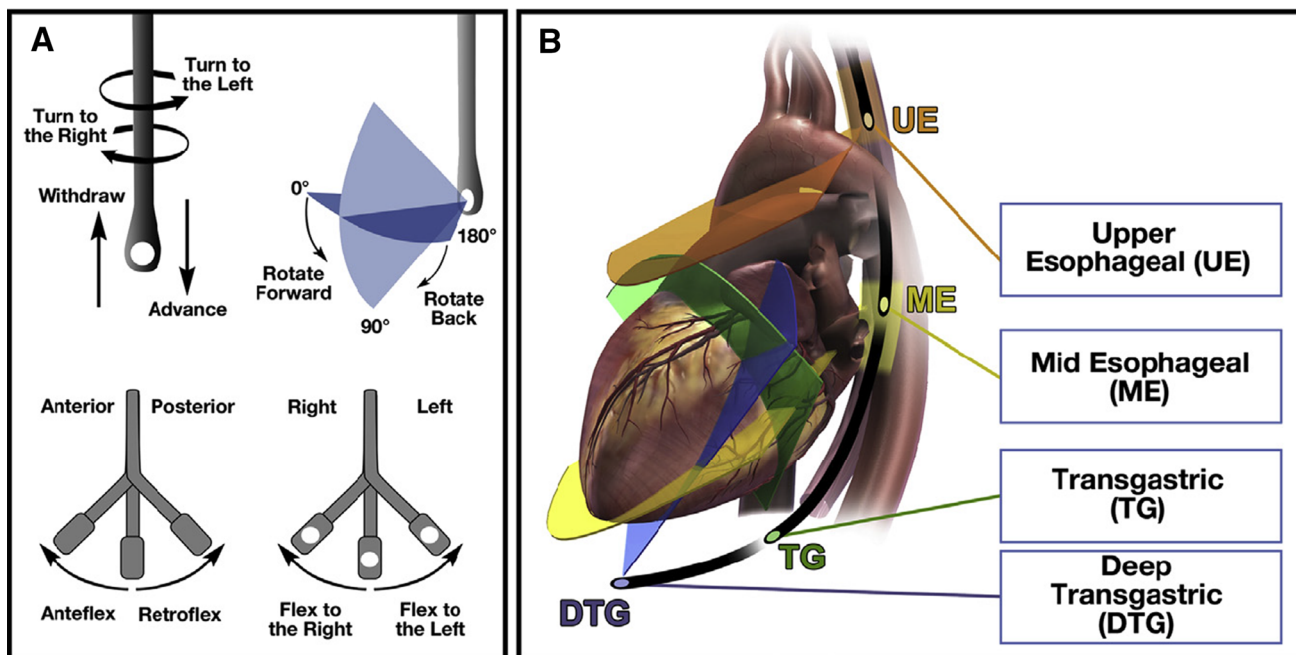 A
Turn to
the Left
Turn to
the Right
Withdraw
Advance
0°
180°
Rotate
Forward
Rotate
Back
90°
Anterior
Posterior
Right
Left
Anteflex
Retroflex
Flex to
the Right
Flex to
the Left
B
UE
Upper
Esophageal (UE)
ME
Mid Esophageal
(ME)
Transgastric
(TG)
TG
Deep
Transgastric
(DTG)
DTG